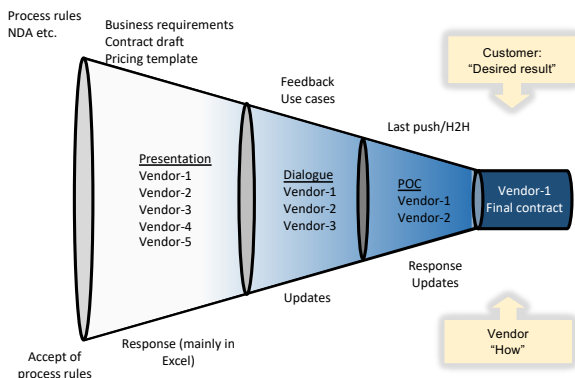 Process rules
NDA etc.
Business requirements
Contract draft
Pricing template
Feedback
Use cases
Last push/H2H
Customer:
“Desired result”
Presentation
Vendor-1
Vendor-2
Vendor-3
Vendor-4
Vendor-5
Dialogue
Vendor-1
Vendor-2
Vendor-3
POC
Vendor-1
Vendor-2
Vendor-1
Final contract
Accept of
process rules
Response (mainly in
Excel)
Updates
Response
Updates
Vendor
“How”